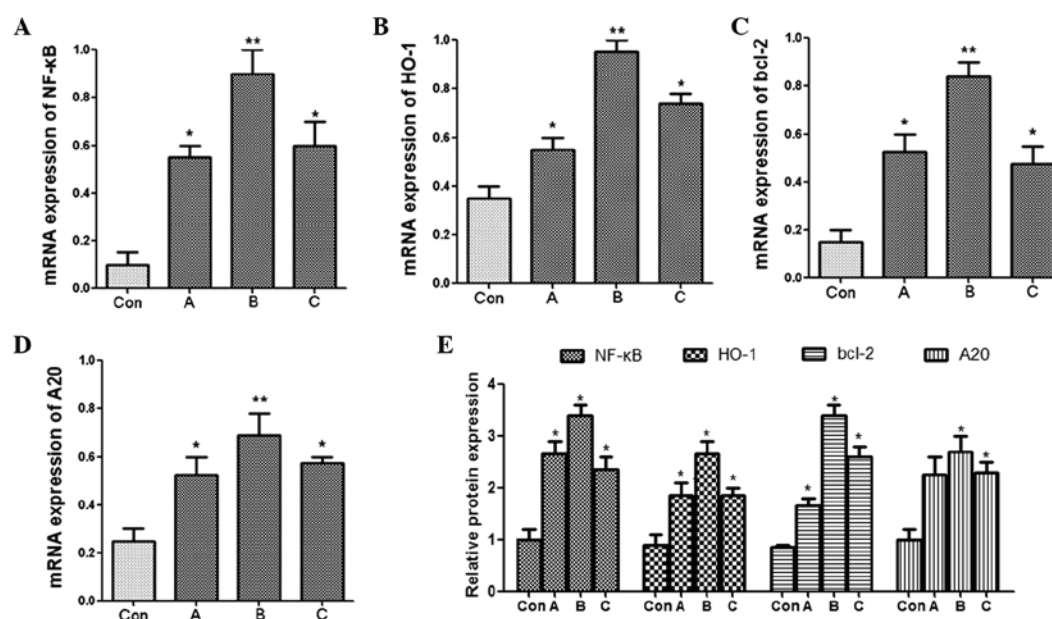 A
mRNA expression of NF-κB
1.0
0.8
0.6
0.4
0.2
0.0
*
**
*
Con A B C
B
mRNA expression of HO-1
1.0
0.8
0.6
0.4
0.2
0.0
*
**
*
Con A B C
C
mRNA expression of bcl-2
1.0
0.8
0.6
0.4
0.2
0.0
*
**
*
Con A B C
D
mRNA expression of A20
1.0
0.8
0.6
0.4
0.2
0.0
*
**
*
Con A B C
E
NF-κB HO-1 bcl-2 A20
Relative protein expression
4
3
2
1
0
* * * * * * * * * * *
Con A B C Con A B C Con A B C Con A B C